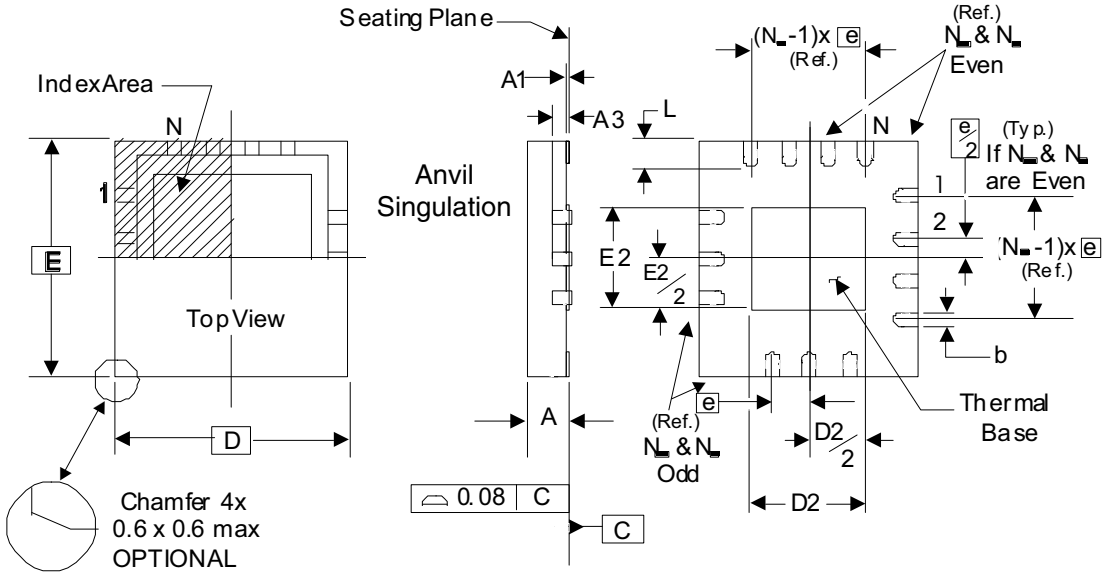 Seating Plane
IndexArea
A1
A3
L
(N -1)x e
(Ref.)
(Ref.)
N & N
Even
N
1
E
Top View
Anvil
Singulation
N
1
2
e/2
(Typ.)
If N & N
are Even
(N -1)x e
(Ref.)
E2
E2/2
b
Thermal
Base
A
D
e
(Ref.)
N & N
Odd
D2/2
D2
Chamfer 4x
0.6 x 0.6 max
OPTIONAL
0.08 C
C